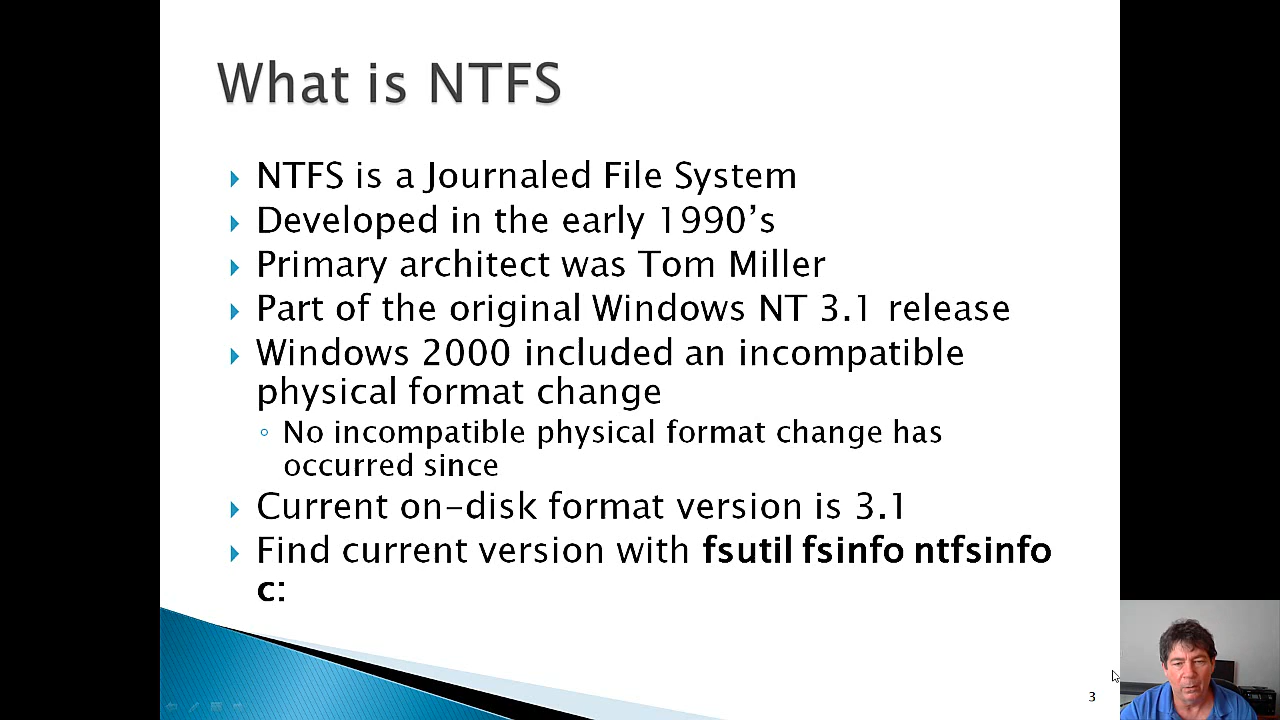 What is NTFS
NTFS is a Journaled File System
Developed in the early 1990’s
Primary architect was Tom Miller
Part of the original Windows NT 3.1 release
Windows 2000 included an incompatible
physical format change
No incompatible physical format change has
occurred since
Current on-disk format version is 3.1
Find current version with fsutil fsinfo ntfsinfo
c:
3